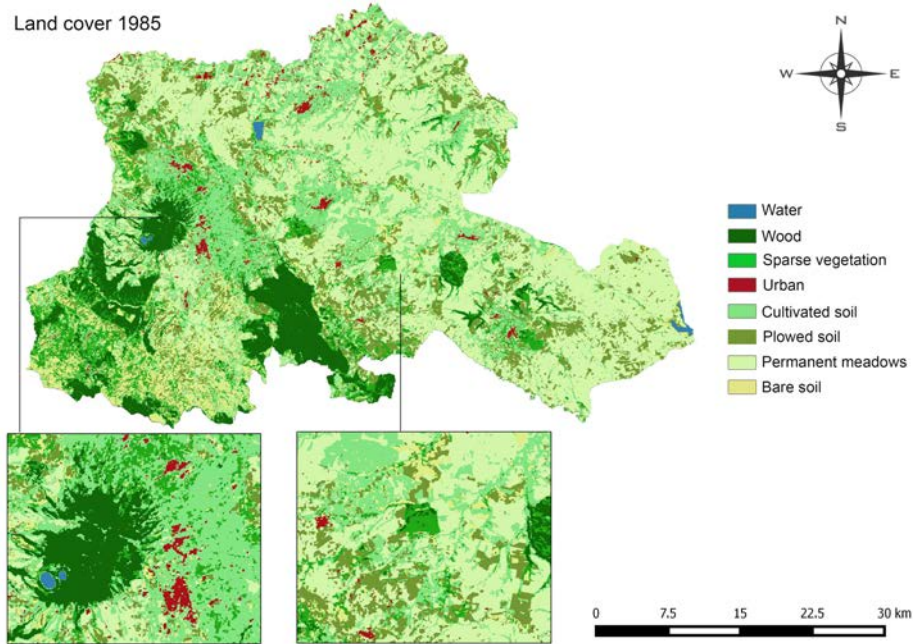 Land cover 1985
N
W E
S
Water
Wood
Sparse vegetation
Urban
Cultivated soil
Plowed soil
Permanent meadows
Bare soil
0 7.5 15 22.5 30 km